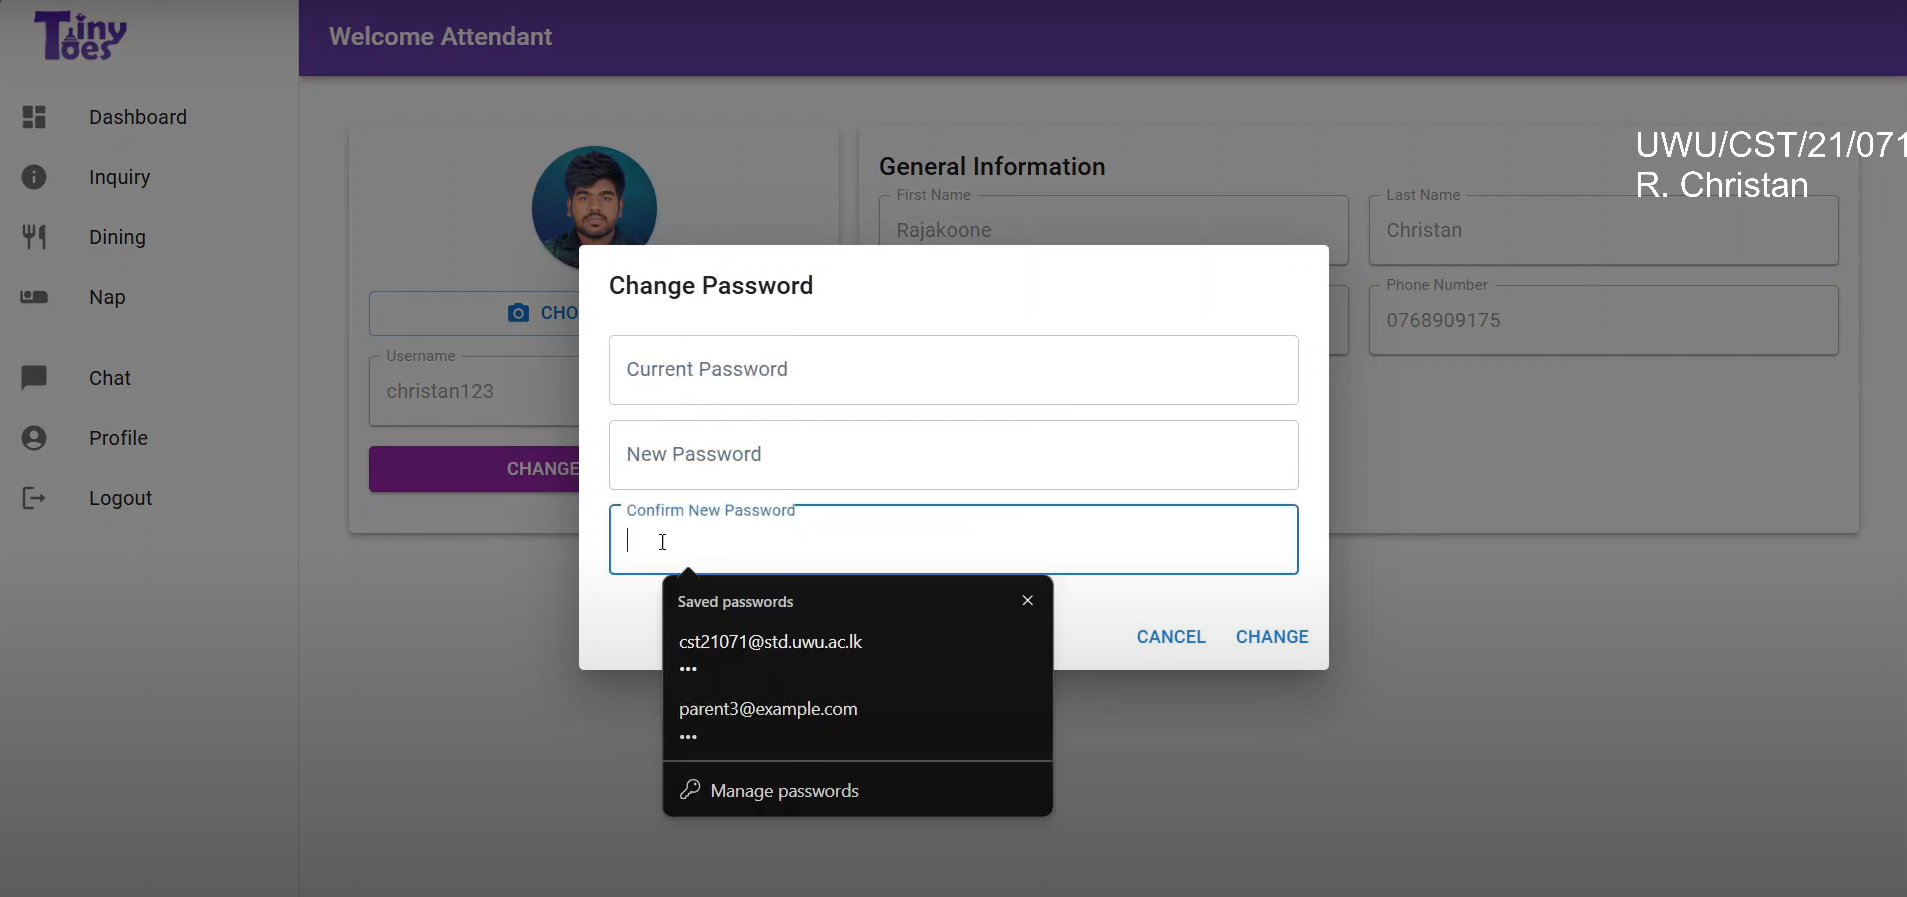 Tiny Toes
Welcome Attendant
Dashboard
Inquiry
Dining
Nap
Chat
Profile
Logout
UWU/CST/21/071
R. Christan
General Information
First Name
Rajakoone
Last Name
Christan
Phone Number
0768909175
CHO
Username
christan123
CHANGE
Change Password
Current Password
New Password
Confirm New Password
Saved passwords
cst21071@std.uwu.ac.lk
•••
parent3@example.com
•••
Manage passwords
CANCEL
CHANGE